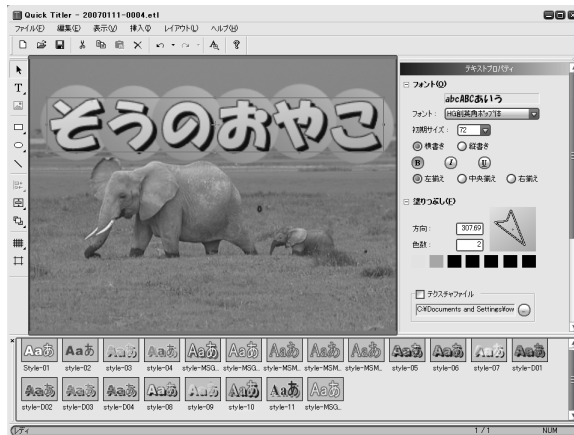 Quick Titler - 20070111-0004.etl
ファイル(F) 編集(E) 表示(V) 挿入(I) レイアウト(L) ヘルプ(H)
テキストプロパティ
フォント(O)
abcABCあいう
フォント: HG創英角ポップ体
初期サイズ: 72
横書き 縦書き
B I U
左揃え 中央揃え 右揃え
塗りつぶし(F)
方向: 307.69
色数: 2
テクスチャファイル
C:¥Documents and Settings¥ow
ぞうのおやこ
Style-01 style-02 style-03 style-04 style-MSG... style-MSG... style-MSM... style-MSM... style-MSM... style-05 style-06 style-07 style-D01
style-D02 style-D03 style-D04 style-08 style-09 style-10 style-11 style-MSG...
レディ 1 / 1 NUM